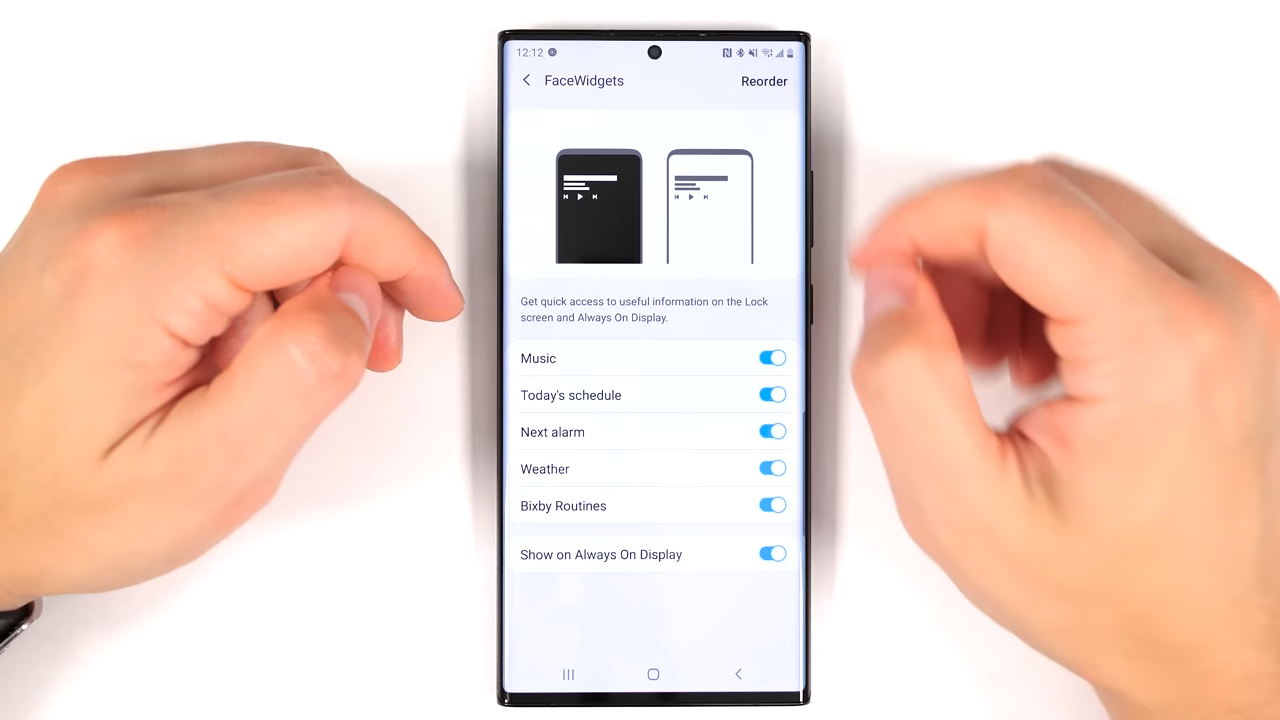 12:12
FaceWidgets
Reorder
Get quick access to useful information on the Lock
screen and Always On Display.
Music
Today's schedule
Next alarm
Weather
Bixby Routines
Show on Always On Display